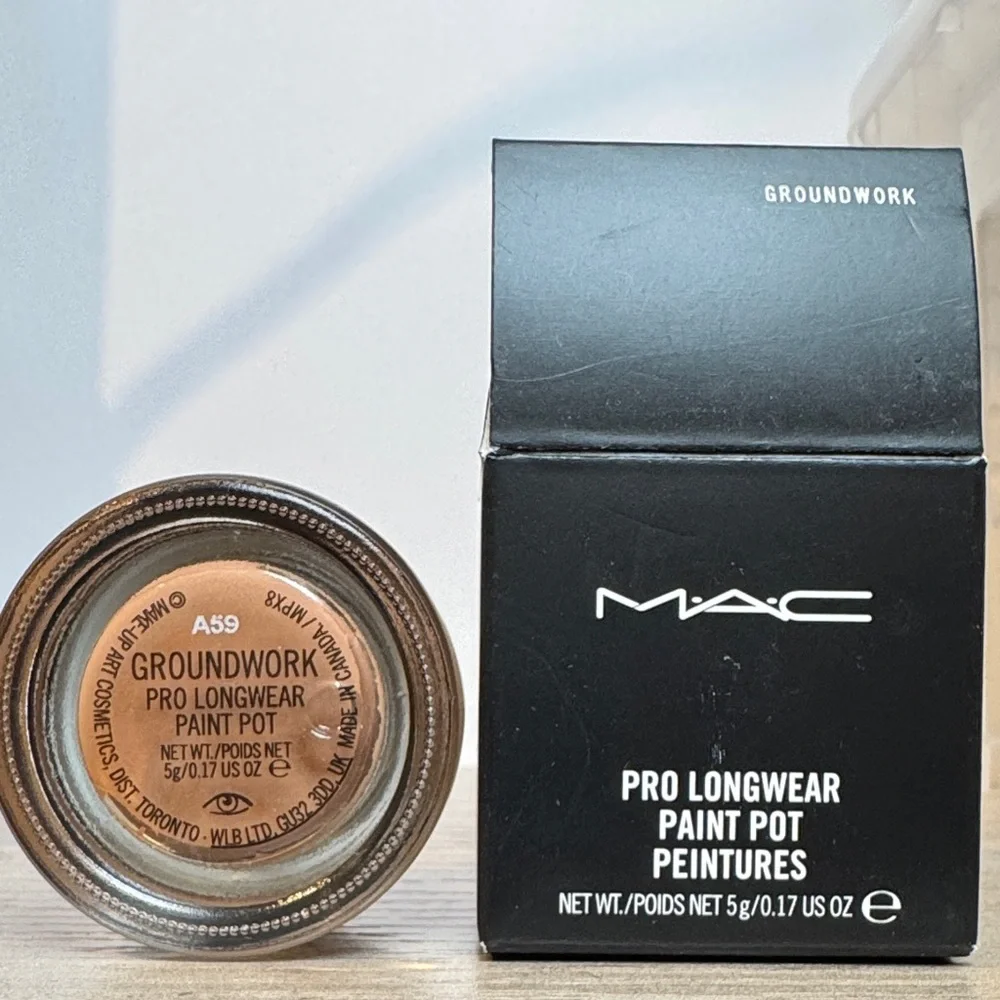 GROUNDWORK
M·A·C
PRO LONGWEAR
PAINT POT
PEINTURES
NET WT./POIDS NET 5g/0.17 US OZ ℮
A59
GROUNDWORK
PRO LONGWEAR
PAINT POT
NET WT./POIDS NET
5g/0.17 US OZ ℮
© MAKE-UP ART COSMETICS, DIST. TORONTO · WLB LTD, GU32 3DD, UK MADE IN CANADA / MPX8